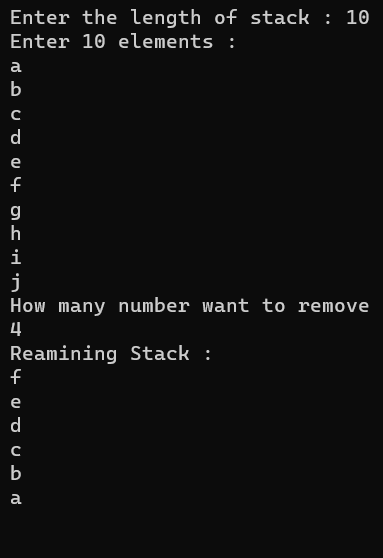 Enter the length of stack : 10
Enter 10 elements :
a
b
c
d
e
f
g
h
i
j
How many number want to remove
4
Reamining Stack :
f
e
d
c
b
a